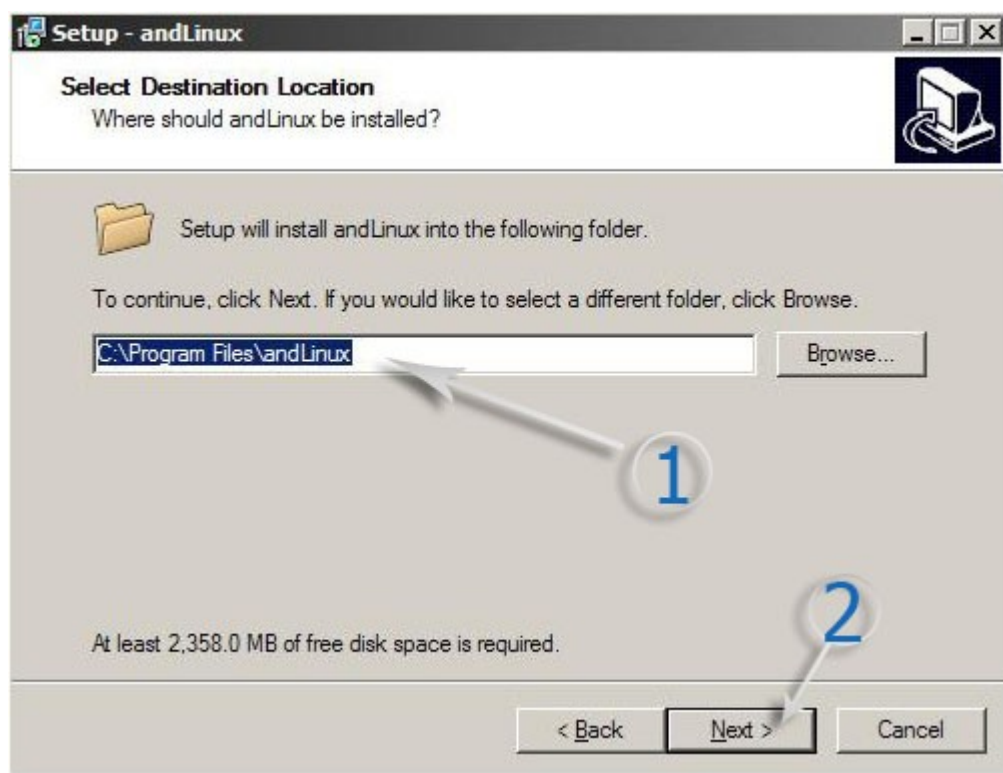 Setup - andLinux
Select Destination Location
Where should andLinux be installed?
Setup will install andLinux into the following folder.
To continue, click Next. If you would like to select a different folder, click Browse.
C:\Program Files\andLinux
Browse...
1
2
At least 2,358.0 MB of free disk space is required.
< Back
Next >
Cancel